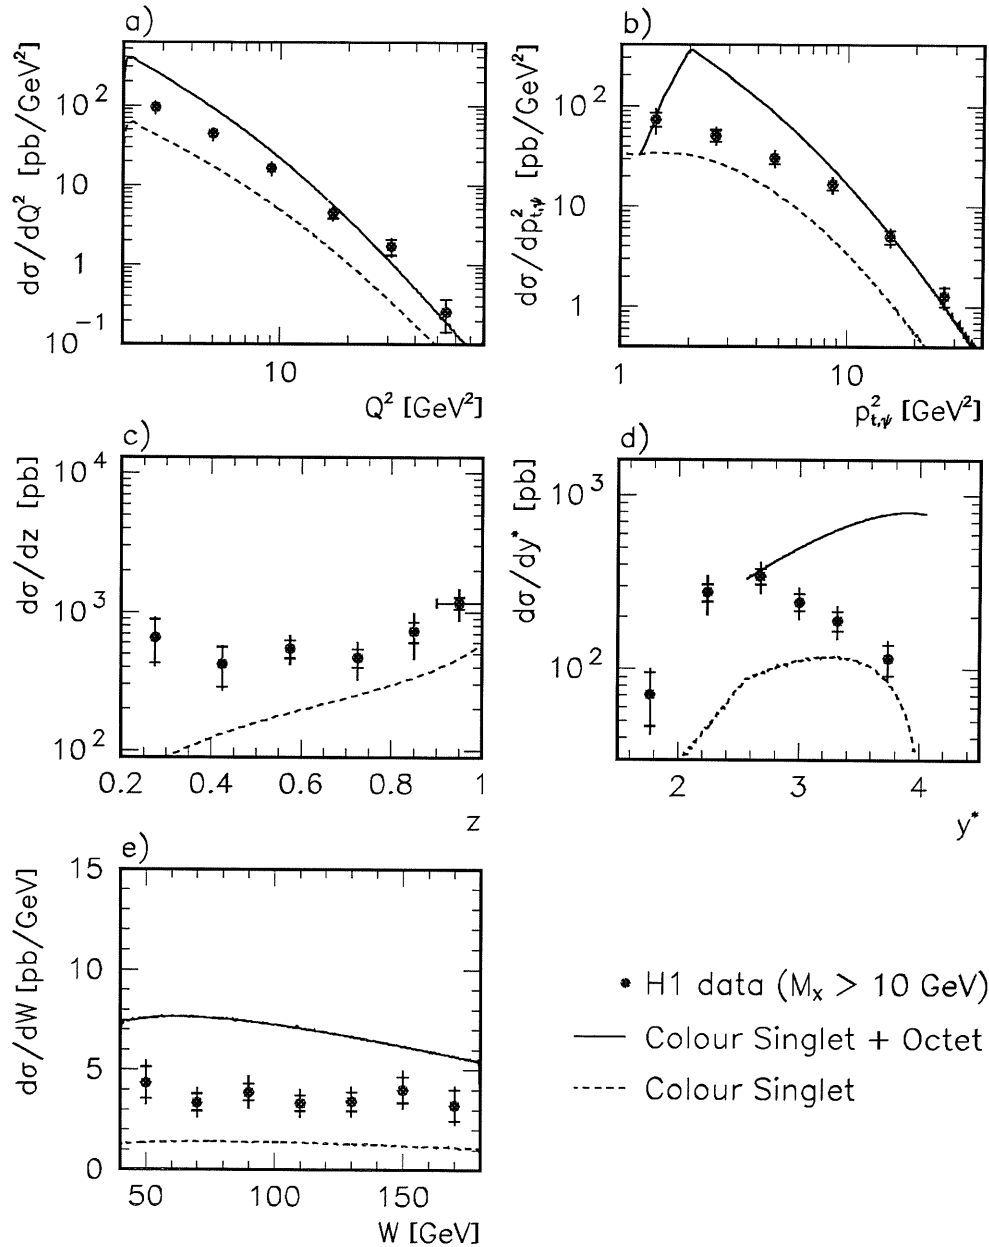 a)
dσ/dQ² [pb/GeV²]
10²
10
1
10⁻¹
10
Q² [GeV²]
b)
dσ/dp²t,ψ [pb/GeV²]
10²
10
1
1
10
p²t,ψ [GeV²]
c)
dσ/dz [pb]
10⁴
10³
10²
0.2
0.4
0.6
0.8
1
z
d)
dσ/dy* [pb]
10³
10²
2
3
4
y*
e)
dσ/dW [pb/GeV]
15
10
5
0
50
100
150
W [GeV]
H1 data (Mₓ > 10 GeV)
Colour Singlet + Octet
Colour Singlet